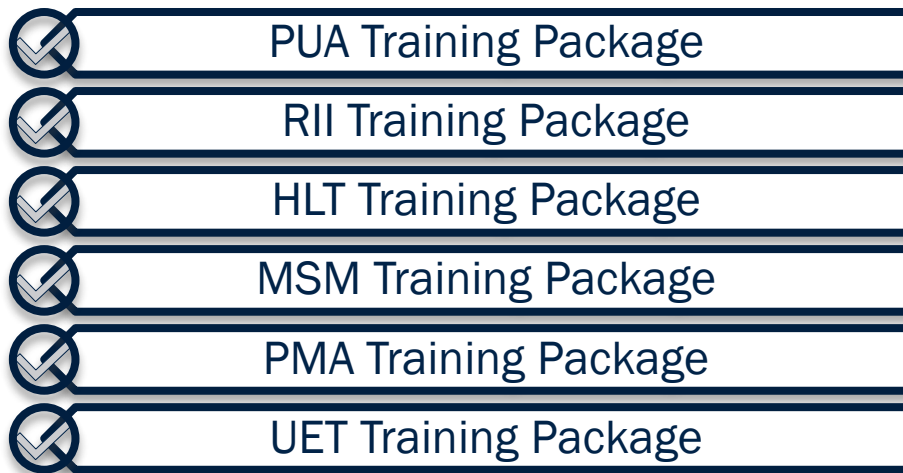 PUA Training Package
RII Training Package
HLT Training Package
MSM Training Package
PMA Training Package
UET Training Package